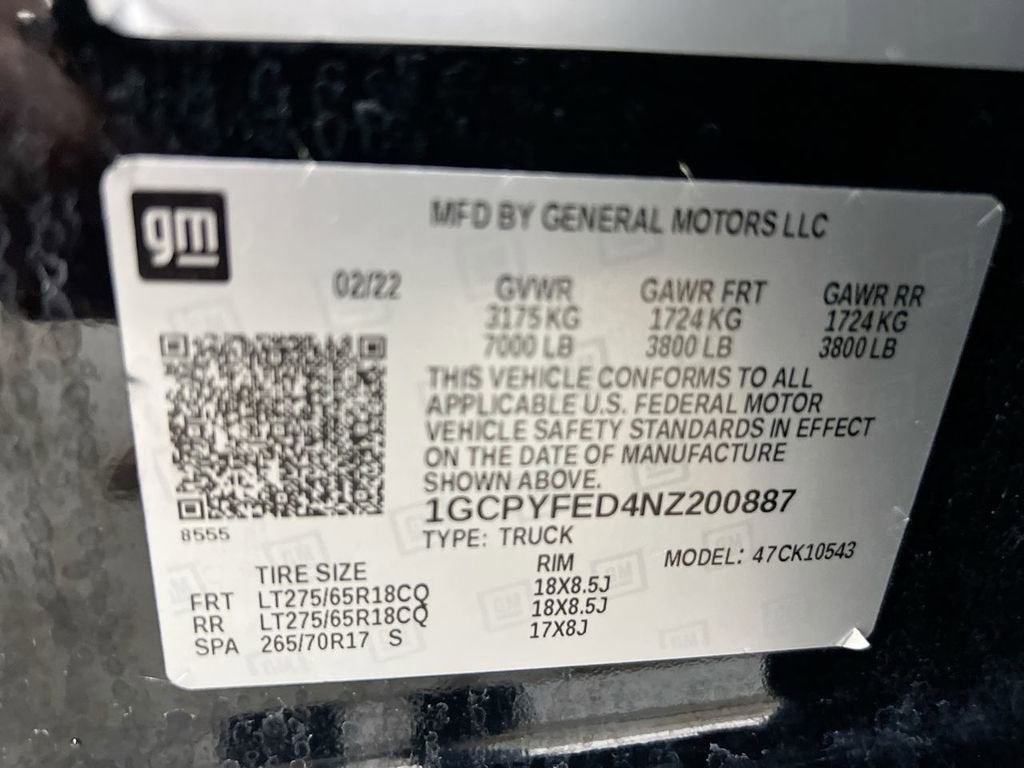 gm
MFD BY GENERAL MOTORS LLC
02/22 GVWR GAWR FRT GAWR RR
3175 KG 1724 KG 1724 KG
7000 LB 3800 LB 3800 LB
THIS VEHICLE CONFORMS TO ALL
APPLICABLE U.S. FEDERAL MOTOR
VEHICLE SAFETY STANDARDS IN EFFECT
ON THE DATE OF MANUFACTURE
SHOWN ABOVE.
1GCPYFED4NZ200887
8555
TYPE: TRUCK
MODEL: 47CK10543
TIRE SIZE RIM
FRT LT275/65R18CQ 18X8.5J
RR LT275/65R18CQ 18X8.5J
SPA 265/70R17 S 17X8J